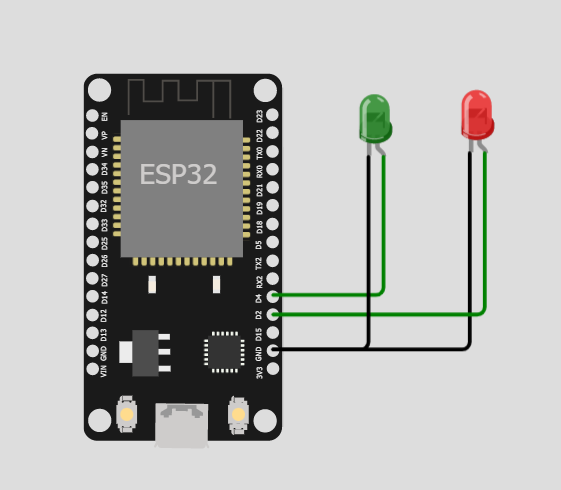 ESP32
EN
VP
VN
D34
D35
D32
D33
D25
D26
D27
D14
D12
D13
GND
VIN
D23
D22
TX0
RX0
D21
D19
D18
D5
TX2
RX2
D4
D2
D15
GND
3V3